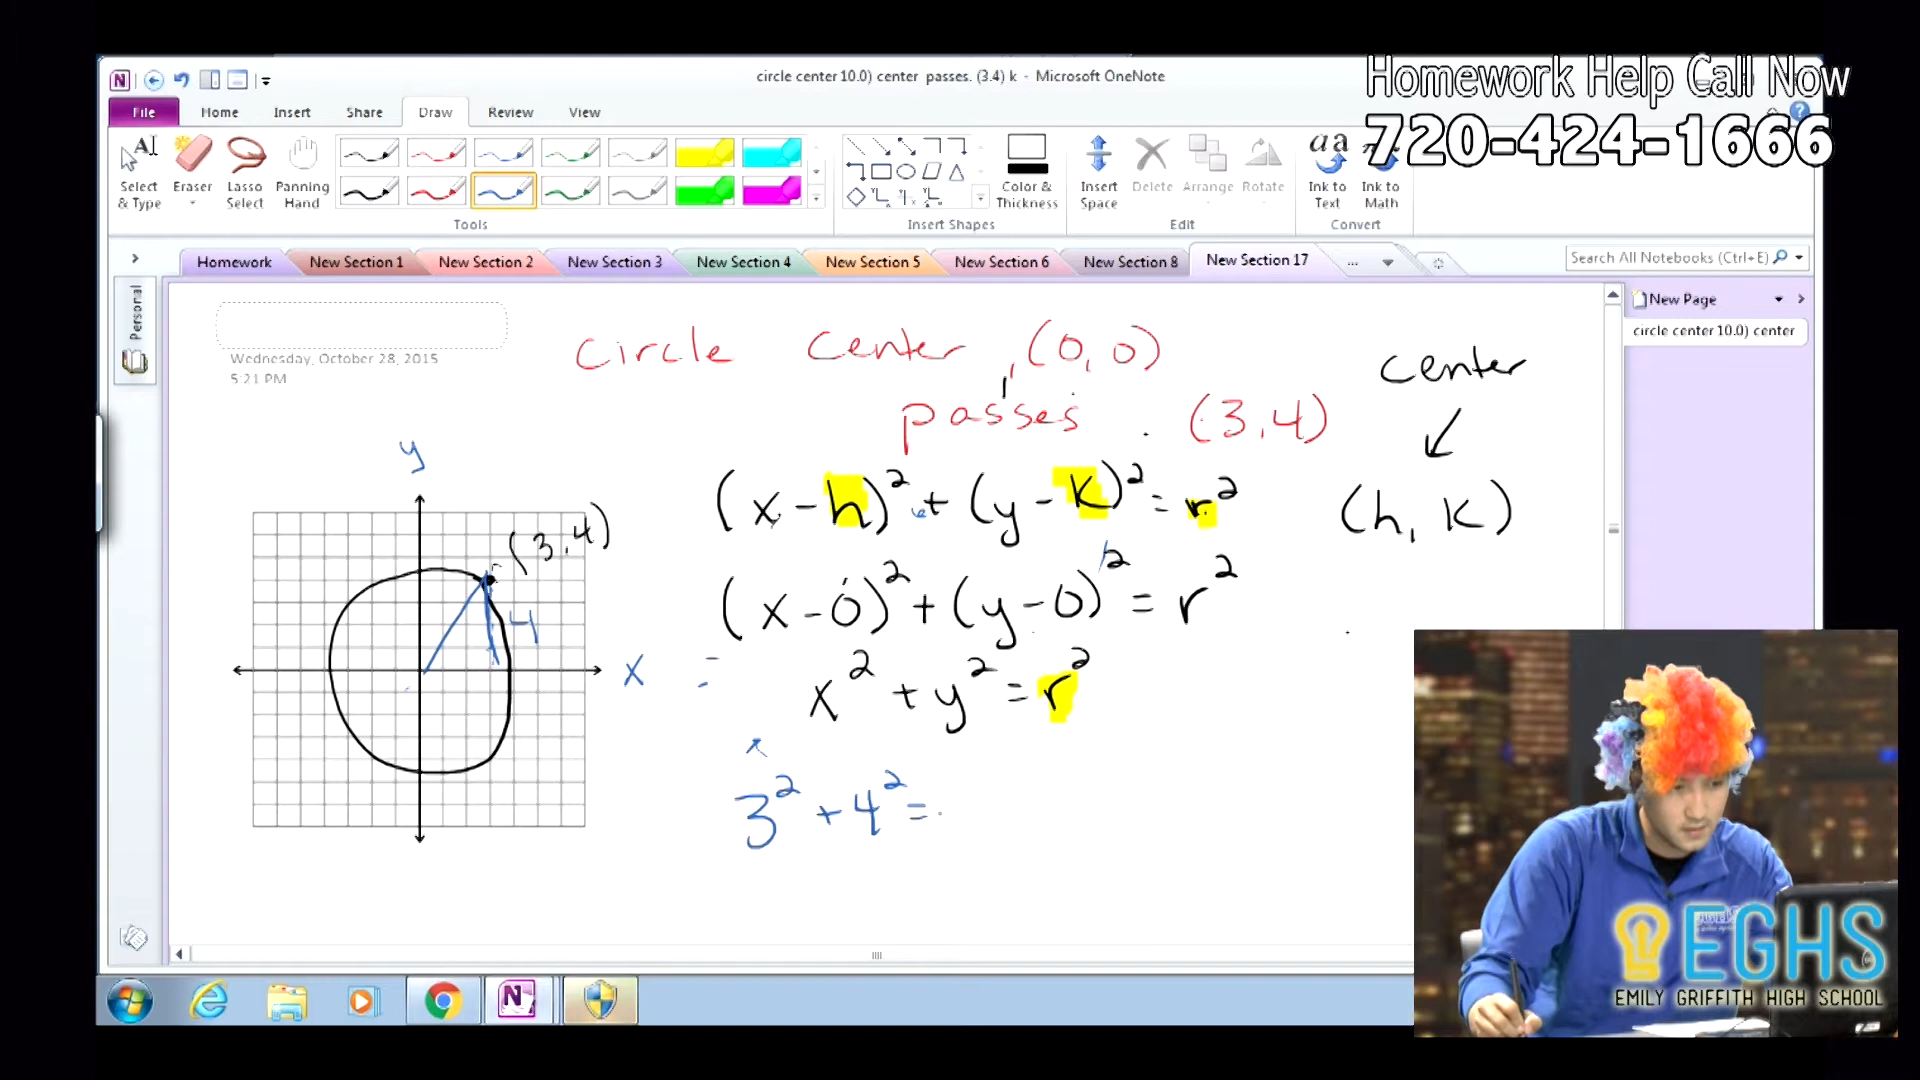 circle center 10.0) center passes. (3.4) k - Microsoft OneNote
Homework Help Call Now
720-424-1666
File Home Insert Share Draw Review View
Select & Type
Eraser
Lasso Select
Panning Hand
Color & Thickness
Insert Space
Delete
Arrange
Rotate
Ink to Text
Ink to Math
Tools
Insert Shapes
Edit
Convert
Homework New Section 1 New Section 2 New Section 3 New Section 4 New Section 5 New Section 6 New Section 8 New Section 17 ...
Search All Notebooks (Ctrl+E)
Personal
New Page
circle center 10.0) center
Wednesday, October 28, 2015
5:21 PM
circle center, (0,0)
passes (3,4)
center
(h, k)
(x-h)² + (y-k)² = r²
(x-0)² + (y-0)² = r²
x² + y² = r²
3² + 4² =
y
(3,4)
4
x
EGHS
EMILY GRIFFITH HIGH SCHOOL